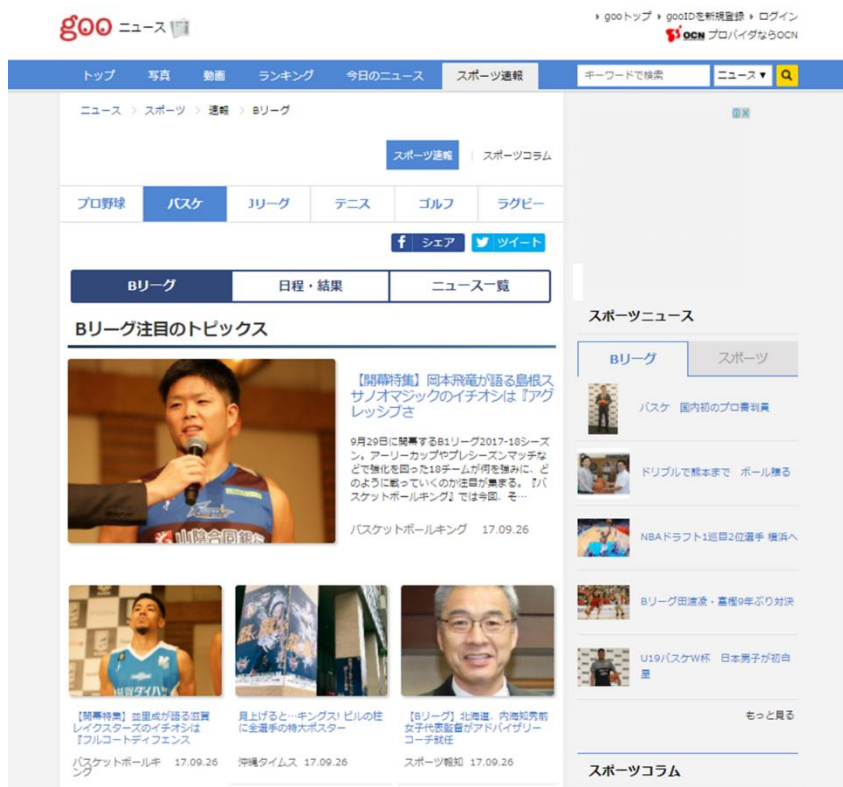 goo ニュース
gooトップ gooIDを新規登録 ログイン
OCN プロバイダならOCN
トップ 写真 動画 ランキング 今日のニュース スポーツ速報
キーワードで検索 ニュース▼
ニュース > スポーツ > 速報 > Bリーグ
スポーツ速報 | スポーツコラム
プロ野球 バスケ Jリーグ テニス ゴルフ ラグビー
シェア ツイート
Bリーグ 日程・結果 ニュース一覧
Bリーグ注目のトピックス
【開幕特集】岡本飛竜が語る島根ス
サノオマジックのイチオシは『アグ
レッシブさ
9月29日に開幕するB1リーグ2017-18シーズ
ン。アーリーカップやプレシーズンマッチな
どで強化を図った18チームが何を強みに、ど
のように戦っていくのか注目が集まる。『バ
スケットボールキング』では今回、そ…
バスケットボールキング 17.09.26
山陰合同銀
滋賀ダイハ
【開幕特集】並里成が語る滋賀
レイクスターズのイチオシは
『フルコートディフェンス
バスケットボールキ
ング
17.09.26
見上げると…キングス! ビルの柱
に全選手の特大ポスター
沖縄タイムス 17.09.26
【Bリーグ】北海道、内海知秀前
女子代表監督がアドバイザリー
コーチ就任
スポーツ報知 17.09.26
スポーツニュース
Bリーグ スポーツ
バスケ 国内初のプロ審判員
ドリブルで熊本まで ボール贈る
NBAドラフト1巡目2位選手 横浜へ
Bリーグ田渡凌・富樫9年ぶり対決
U19バスケW杯 日本男子が初白
星
もっと見る
スポーツコラム